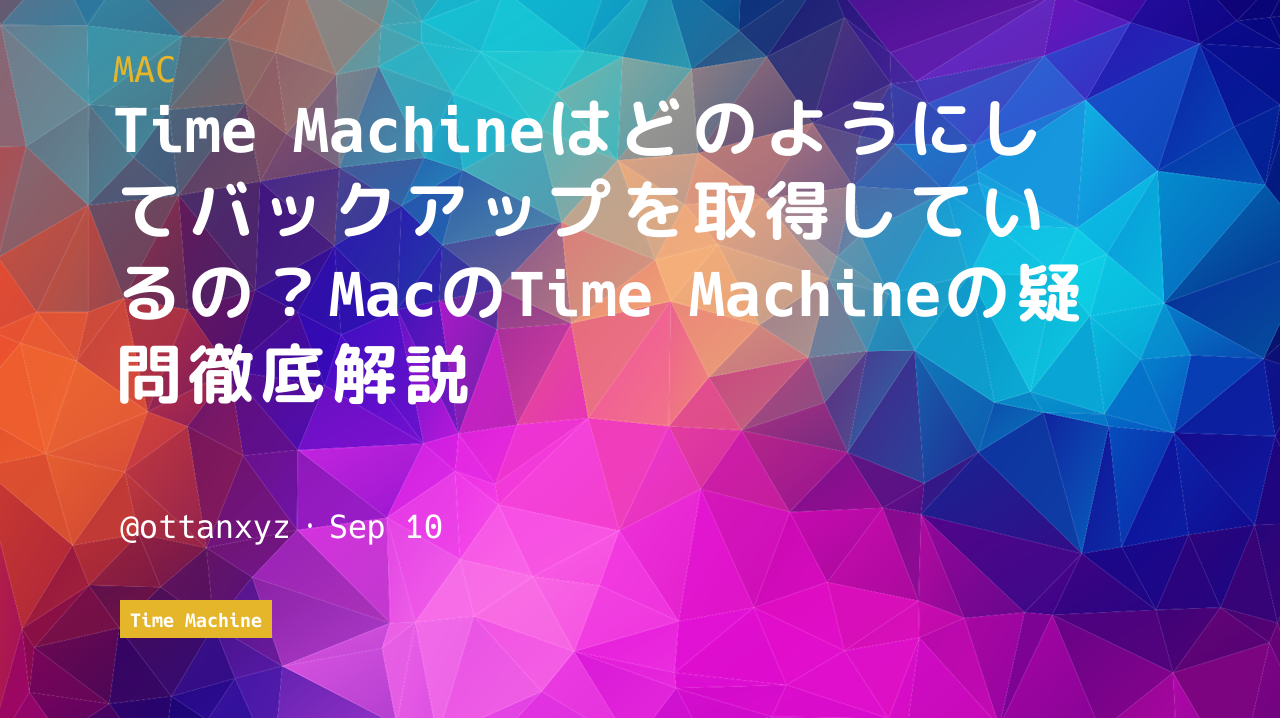 MAC
Time Machineはどのようにし
てバックアップを取得してい
るの？MacのTime Machineの疑
問徹底解説
@ottanxyz・Sep 10
Time Machine